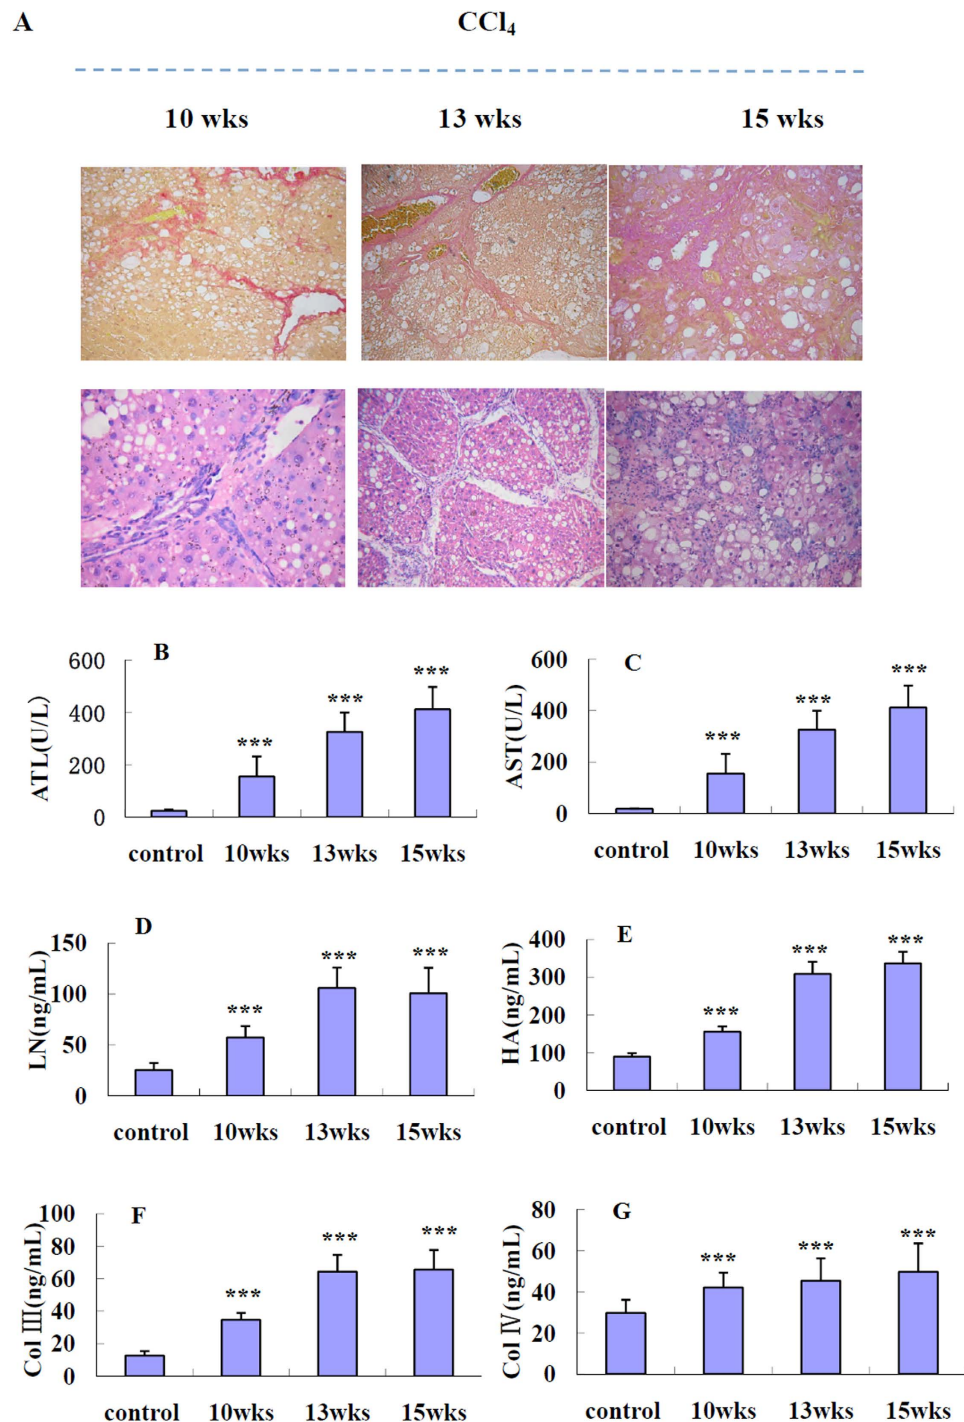 A
CCl₄
10 wks 13 wks 15 wks
B
ATL(U/L)
600
400
200
0
*** *** ***
control 10wks 13wks 15wks
C
AST(U/L)
600
400
200
0
*** *** ***
control 10wks 13wks 15wks
D
LN(ng/mL)
150
100
50
0
*** *** ***
control 10wks 13wks 15wks
E
HA(ng/mL)
400
300
200
100
0
*** *** ***
control 10wks 13wks 15wks
F
Col Ⅲ(ng/mL)
100
80
60
40
20
0
*** *** ***
control 10wks 13wks 15wks
G
Col Ⅳ(ng/mL)
80
60
40
20
0
*** *** ***
control 10wks 13wks 15wks